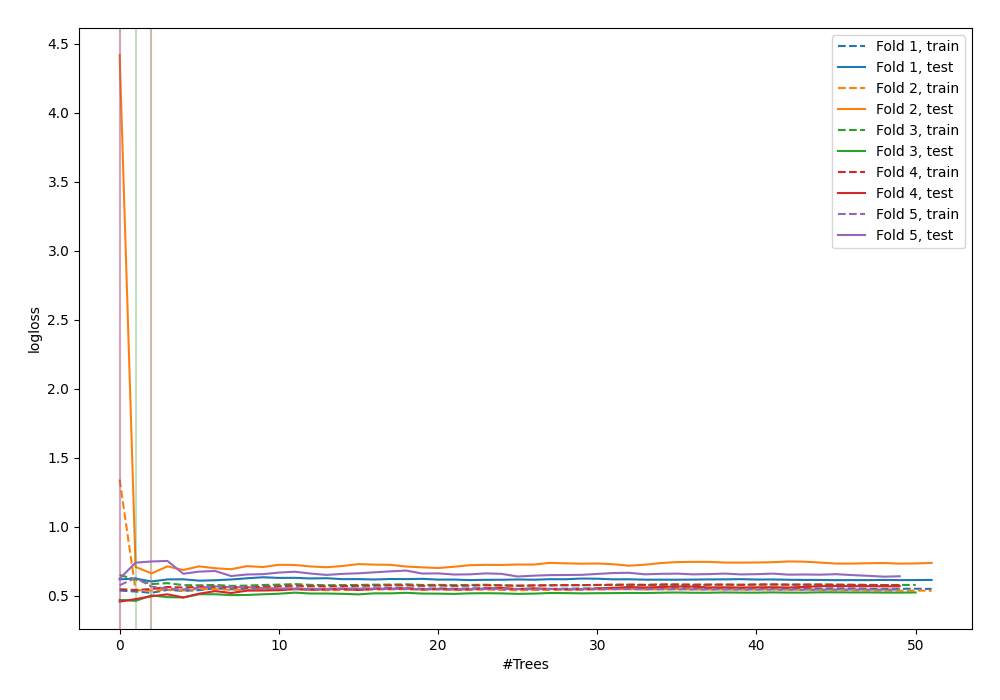 4.5
4.0
3.5
3.0
2.5
2.0
1.5
1.0
0.5
logloss
0
10
20
30
40
50
#Trees
Fold 1, train
Fold 1, test
Fold 2, train
Fold 2, test
Fold 3, train
Fold 3, test
Fold 4, train
Fold 4, test
Fold 5, train
Fold 5, test